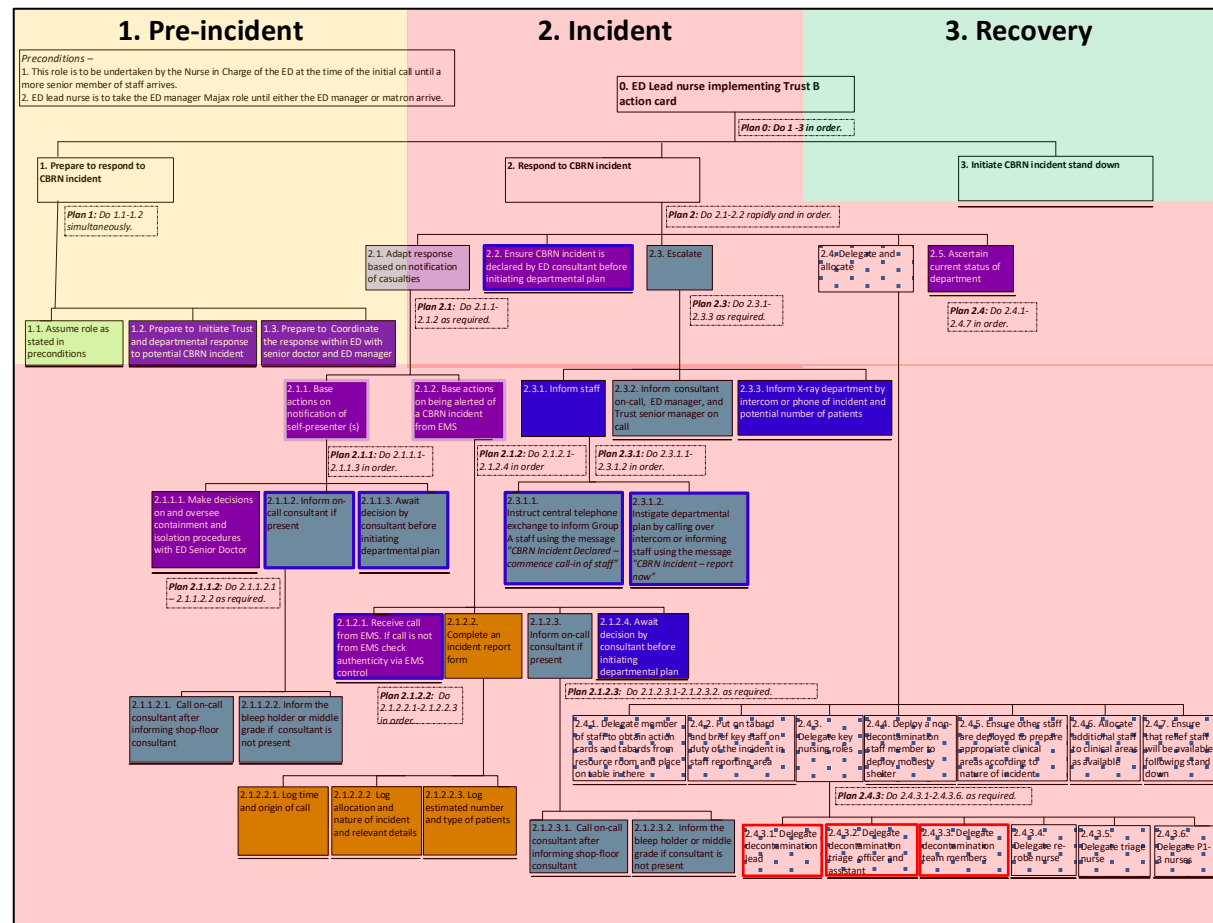 1. Pre-incident
2. Incident
3. Recovery
Preconditions –
1. This role is to be undertaken by the Nurse in Charge of the ED at the time of the initial call until a
more senior member of staff arrives.
2. ED lead nurse is to take the ED manager Majax role until either the ED manager or matron arrive.
0. ED Lead nurse implementing Trust B
action card
Plan 0: Do 1 -3 in order.
1. Prepare to respond to
CBRN incident
2. Respond to CBRN incident
3. Initiate CBRN incident stand down
Plan 1: Do 1.1-1.2
simultaneously.
Plan 2: Do 2.1-2.2 rapidly and in order.
2.1. Adapt response
based on notification
of casualties
2.2. Ensure CBRN incident is
declared by ED consultant before
initiating departmental plan
2.3. Escalate
2.4. Delegate and
allocate
2.5. Ascertain
current status of
department
Plan 2.1: Do 2.1.1-
2.1.2 as required.
Plan 2.3: Do 2.3.1-
2.3.3 as required.
Plan 2.4: Do 2.4.1-
2.4.7 in order.
1.1. Assume role as
stated in
preconditions
1.2. Prepare to Initiate Trust
and departmental response
to potential CBRN incident
1.3. Prepare to Coordinate
the response within ED with
senior doctor and ED manager
2.1.1. Base
actions on
notification of
self-presenter (s)
2.1.2. Base actions
on being alerted of
a CBRN incident
from EMS
2.3.1. Inform staff
2.3.2. Inform consultant
on-call, ED manager, and
Trust senior manager on
call
2.3.3. Inform X-ray department by
intercom or phone of incident and
potential number of patients
Plan 2.1.1: Do 2.1.1.1-
2.1.1.3 in order.
Plan 2.1.2: Do 2.1.2.1-
2.1.2.4 in order
Plan 2.3.1: Do 2.3.1.1-
2.3.1.2 in order.
2.1.1.1. Make decisions
on and oversee
containment and
isolation procedures
with ED Senior Doctor
2.1.1.2. Inform on-
call consultant if
present
2.1.1.3. Await
decision by
consultant before
initiating
departmental plan
2.3.1.1.
Instruct central telephone
exchange to inform Group
A staff using the message
"CBRN Incident Declared –
commence call-in of staff"
2.3.1.2.
Instigate departmental
plan by calling over
intercom or informing
staff using the message
"CBRN Incident – report
now"
Plan 2.1.1.2: Do 2.1.1.2.1
– 2.1.1.2.2 as required.
2.1.2.1. Receive call
from EMS. If call is not
from EMS check
authenticity via EMS
control
2.1.2.2.
Complete an
incident report
form
2.1.2.3.
Inform on-call
consultant if
present
2.1.2.4. Await
decision by
consultant before
initiating
departmental plan
Plan 2.1.2.2: Do
2.1.2.2.1-2.1.2.2.3
in order
Plan 2.1.2.3: Do 2.1.2.3.1-2.1.2.3.2. as required.
2.1.1.2.1. Call on-call
consultant after
informing shop-floor
consultant
2.1.1.2.2. Inform the
bleep holder or middle
grade if consultant is
not present
2.4.1. Delegate member
of staff to obtain action
cards and tabards from
resource room and place
on table in there
2.4.2. Put on tabard
and brief key staff on
duty of the incident in
staff reporting area
2.4.3.
Delegate key
nursing roles
2.4.4. Deploy a non-
decontamination
staff member to
deploy modesty
shelter
2.4.5. Ensure other staff
are deployed to prepare
appropriate clinical
areas according to
nature of incident
2.4.6. Allocate
additional staff
to clinical areas
as available
2.4.7. Ensure
that relief staff
will be available
following stand
down
Plan 2.4.3: Do 2.4.3.1-2.4.3.6. as required.
2.1.2.2.1. Log time
and origin of call
2.1.2.2.2 Log
allocation and
nature of incident
and relevant details
2.1.2.2.3. Log
estimated number
and type of patients
2.1.2.3.1. Call on-call
consultant after
informing shop-floor
consultant
2.1.2.3.2. Inform the
bleep holder or middle
grade if consultant is
not present
2.4.3.1. Delegate
decontamination
lead
2.4.3.2. Delegate
decontamination
triage officer and
assistant
2.4.3.3. Delegate
decontamination
team members
2.4.3.4.
Delegate re-
robe nurse
2.4.3.5.
Delegate triage
nurse
2.4.3.6.
Delegate P1-
3 nurses